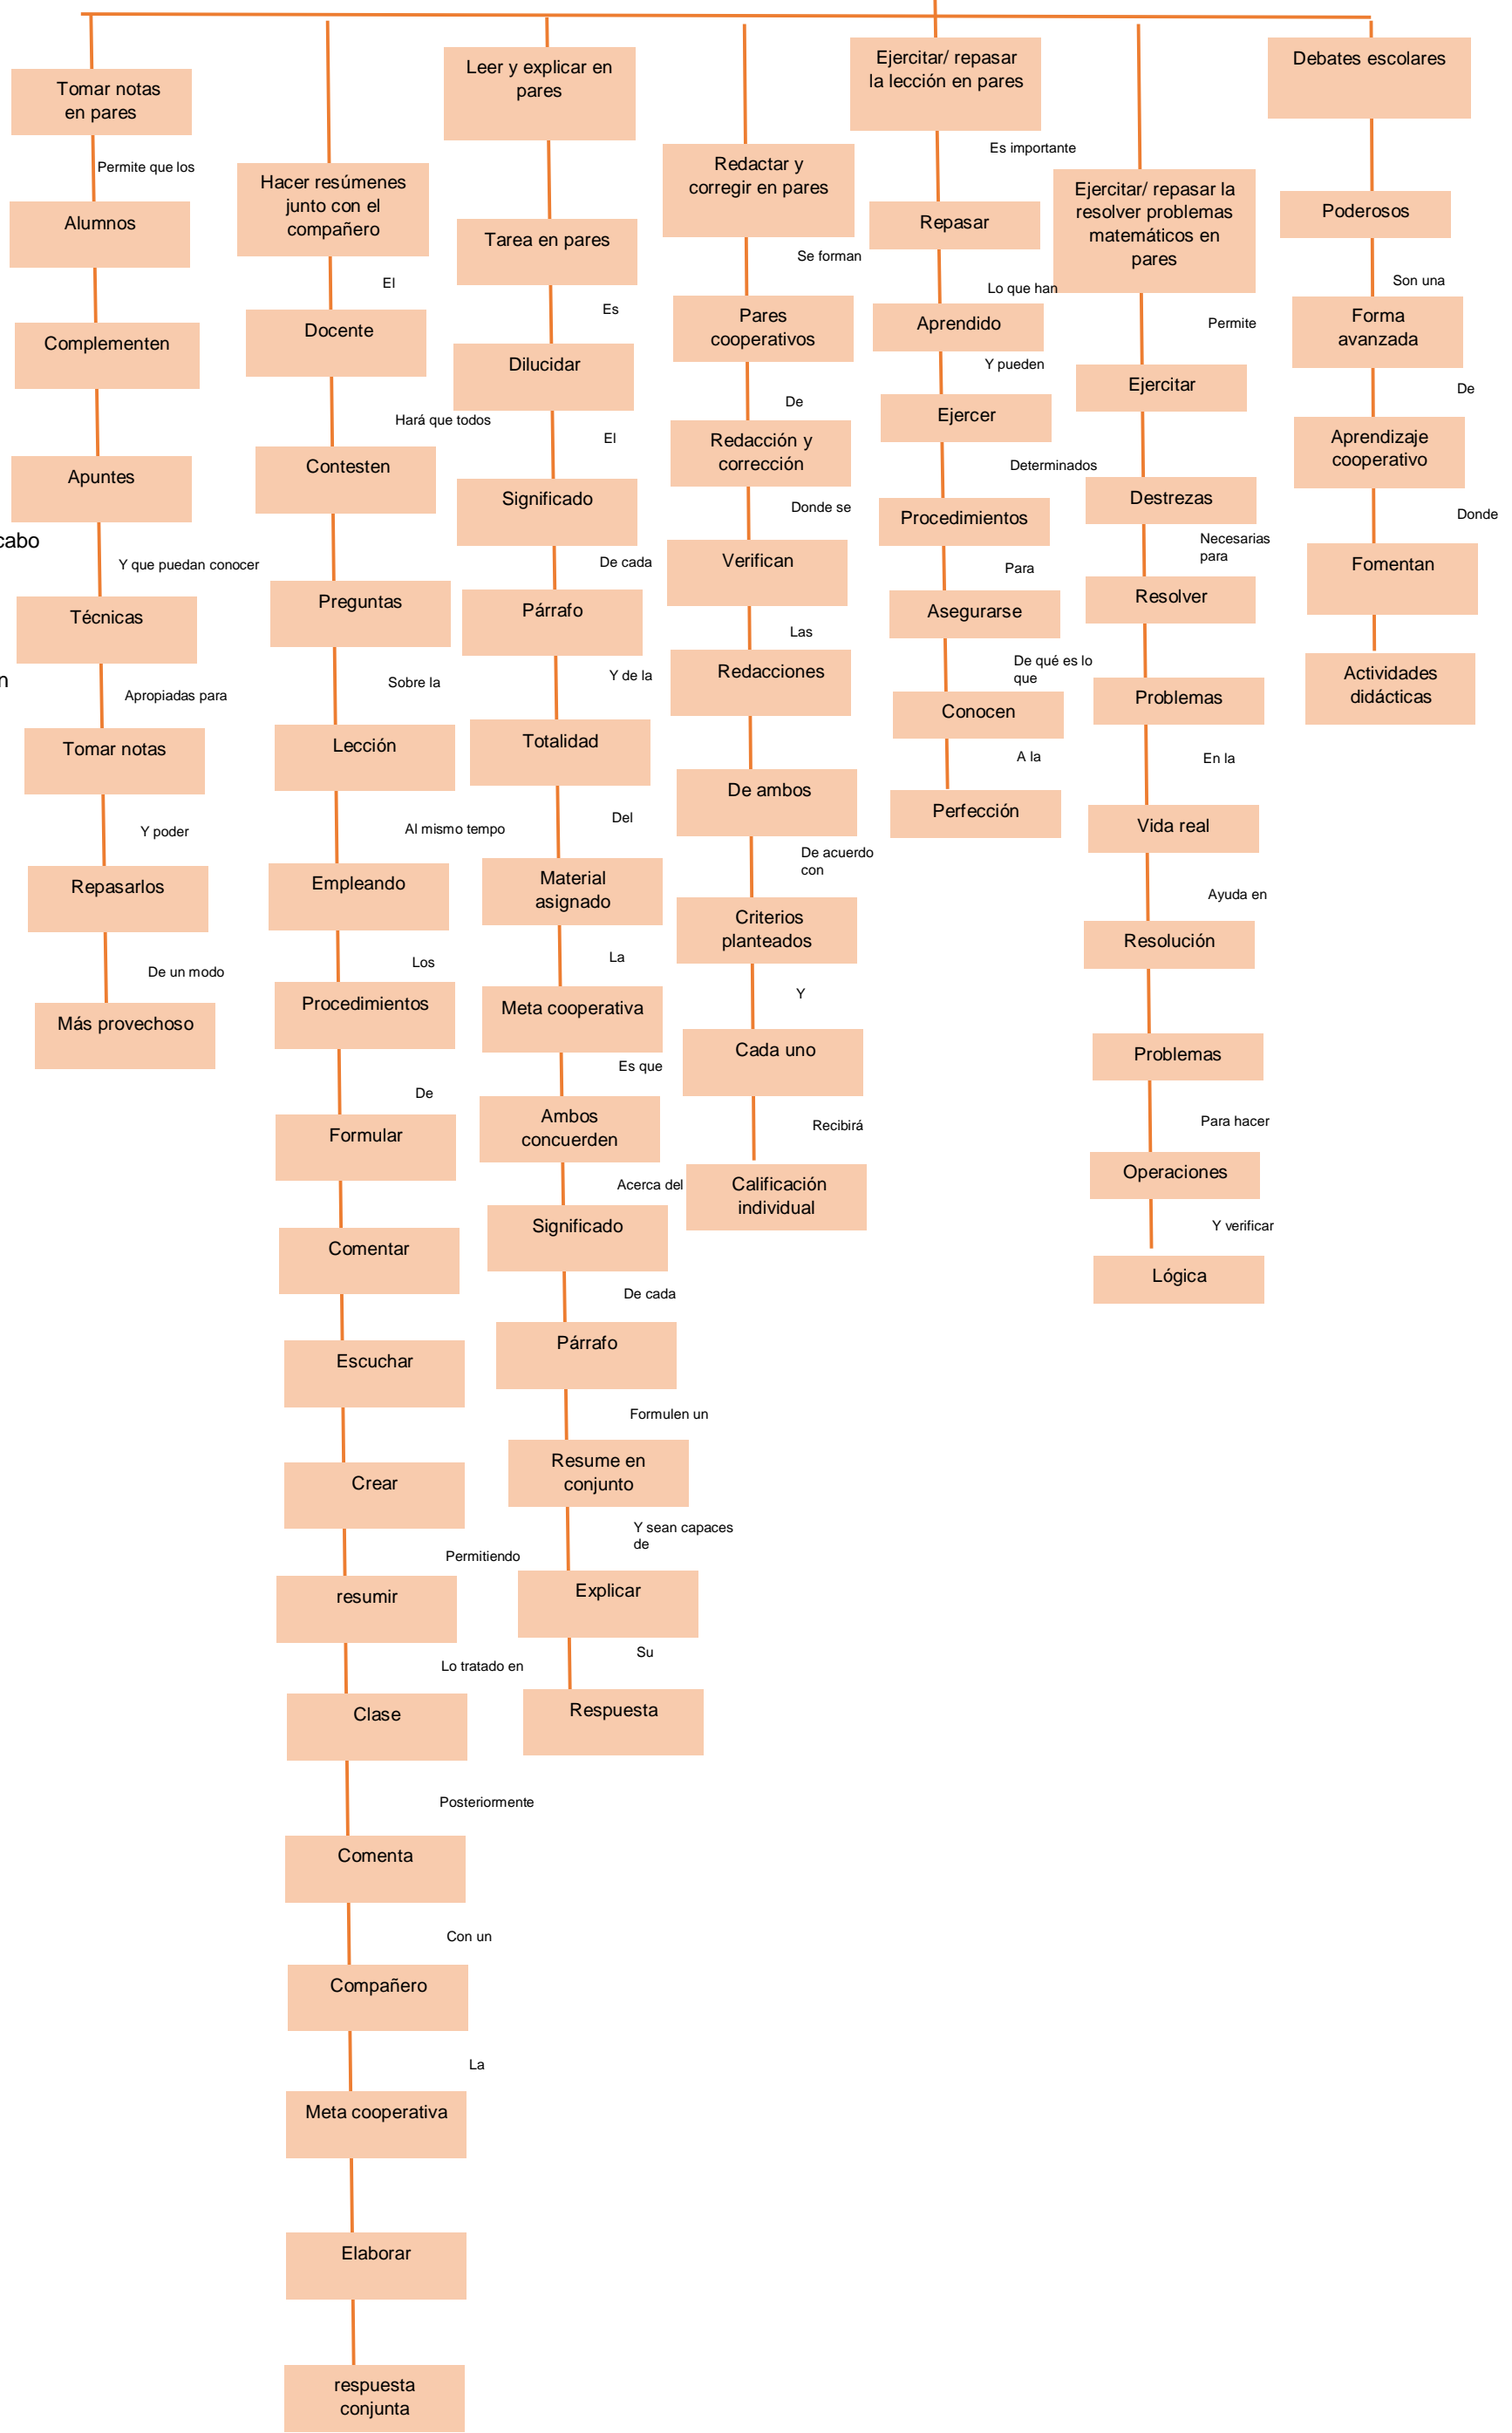 Tomar notas
en pares
Permite que los
Alumnos
Complementen
Apuntes
Y que puedan conocer
Técnicas
Apropiadas para
Tomar notas
Y poder
Repasarlos
De un modo
Más provechoso
cabo
n
Hacer resúmenes
junto con el
compañero
El
Docente
Hará que todos
Contesten
Preguntas
Sobre la
Lección
Al mismo tempo
Empleando
Los
Procedimientos
De
Formular
Comentar
Escuchar
Crear
Permitiendo
resumir
Lo tratado en
Clase
Posteriormente
Comenta
Con un
Compañero
La
Meta cooperativa
Elaborar
respuesta
conjunta
Leer y explicar en
pares
Tarea en pares
Es
Dilucidar
El
Significado
De cada
Párrafo
Y de la
Totalidad
Del
Material
asignado
La
Meta cooperativa
Es que
Ambos
concuerden
Acerca del
Significado
De cada
Párrafo
Formulen un
Resume en
conjunto
Y sean capaces
de
Explicar
Su
Respuesta
Redactar y
corregir en pares
Se forman
Pares
cooperativos
De
Redacción y
corrección
Donde se
Verifican
Las
Redacciones
De ambos
De acuerdo
con
Criterios
planteados
Y
Cada uno
Recibirá
Calificación
individual
Ejercitar/ repasar
la lección en pares
Es importante
Repasar
Lo que han
Aprendido
Y pueden
Ejercer
Determinados
Procedimientos
Para
Asegurarse
De qué es lo
que
Conocen
A la
Perfección
Ejercitar/ repasar la
resolver problemas
matemáticos en
pares
Permite
Ejercitar
Destrezas
Necesarias
para
Resolver
Problemas
En la
Vida real
Ayuda en
Resolución
Problemas
Para hacer
Operaciones
Y verificar
Lógica
Debates escolares
Poderosos
Son una
Forma
avanzada
De
Aprendizaje
cooperativo
Donde
Fomentan
Actividades
didácticas